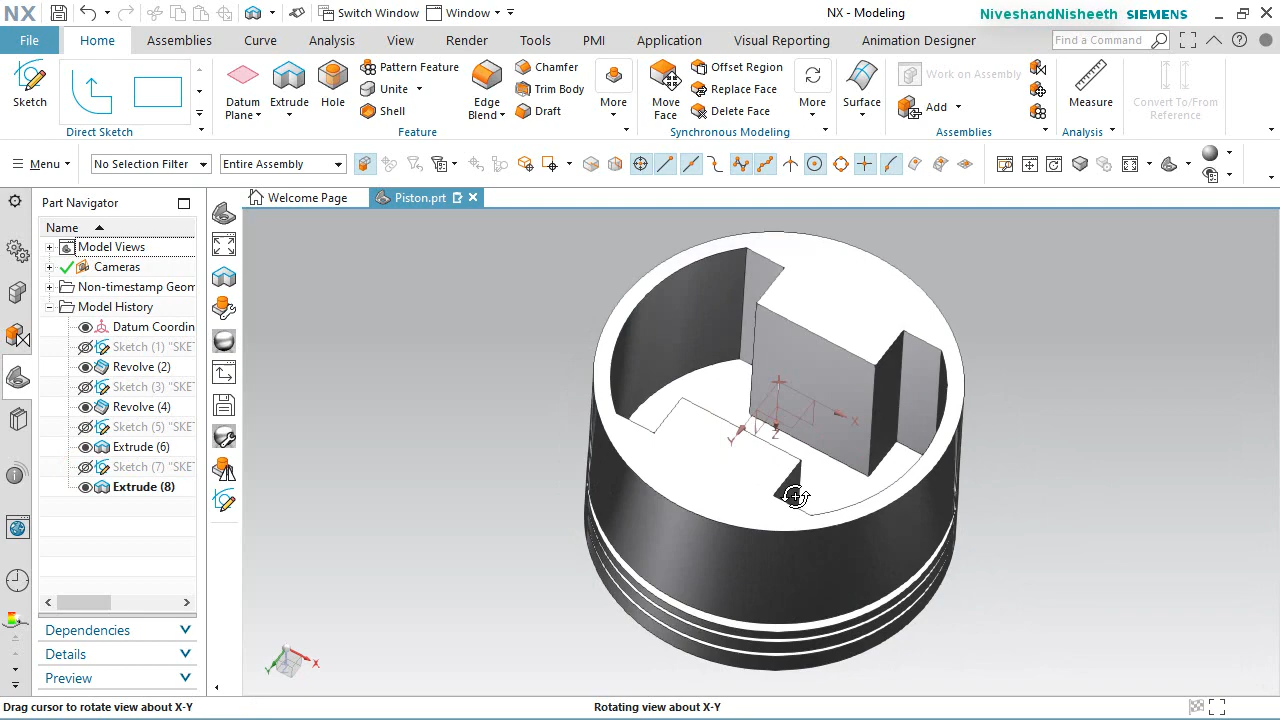 NX
Switch Window
Window
NX - Modeling
NiveshandNisheeth SIEMENS
File
Home
Assemblies
Curve
Analysis
View
Render
Tools
PMI
Application
Visual Reporting
Animation Designer
Find a Command
Sketch
Direct Sketch
Datum Plane
Extrude
Hole
Pattern Feature
Unite
Shell
Edge Blend
Chamfer
Trim Body
Draft
More
Feature
Move Face
Offset Region
Replace Face
Delete Face
More
Synchronous Modeling
Surface
Work on Assembly
Add
Assemblies
Measure
Analysis
Convert To/From Reference
Menu
No Selection Filter
Entire Assembly
Part Navigator
Welcome Page
Piston.prt
Name
Model Views
Cameras
Non-timestamp Geom
Model History
Datum Coordin
Sketch (1) "SKE
Revolve (2)
Sketch (3) "SKE
Revolve (4)
Sketch (5) "SKE
Extrude (6)
Sketch (7) "SKE
Extrude (8)
Dependencies
Details
Preview
X
Y
Z
Y
X
Drag cursor to rotate view about X-Y
Rotating view about X-Y